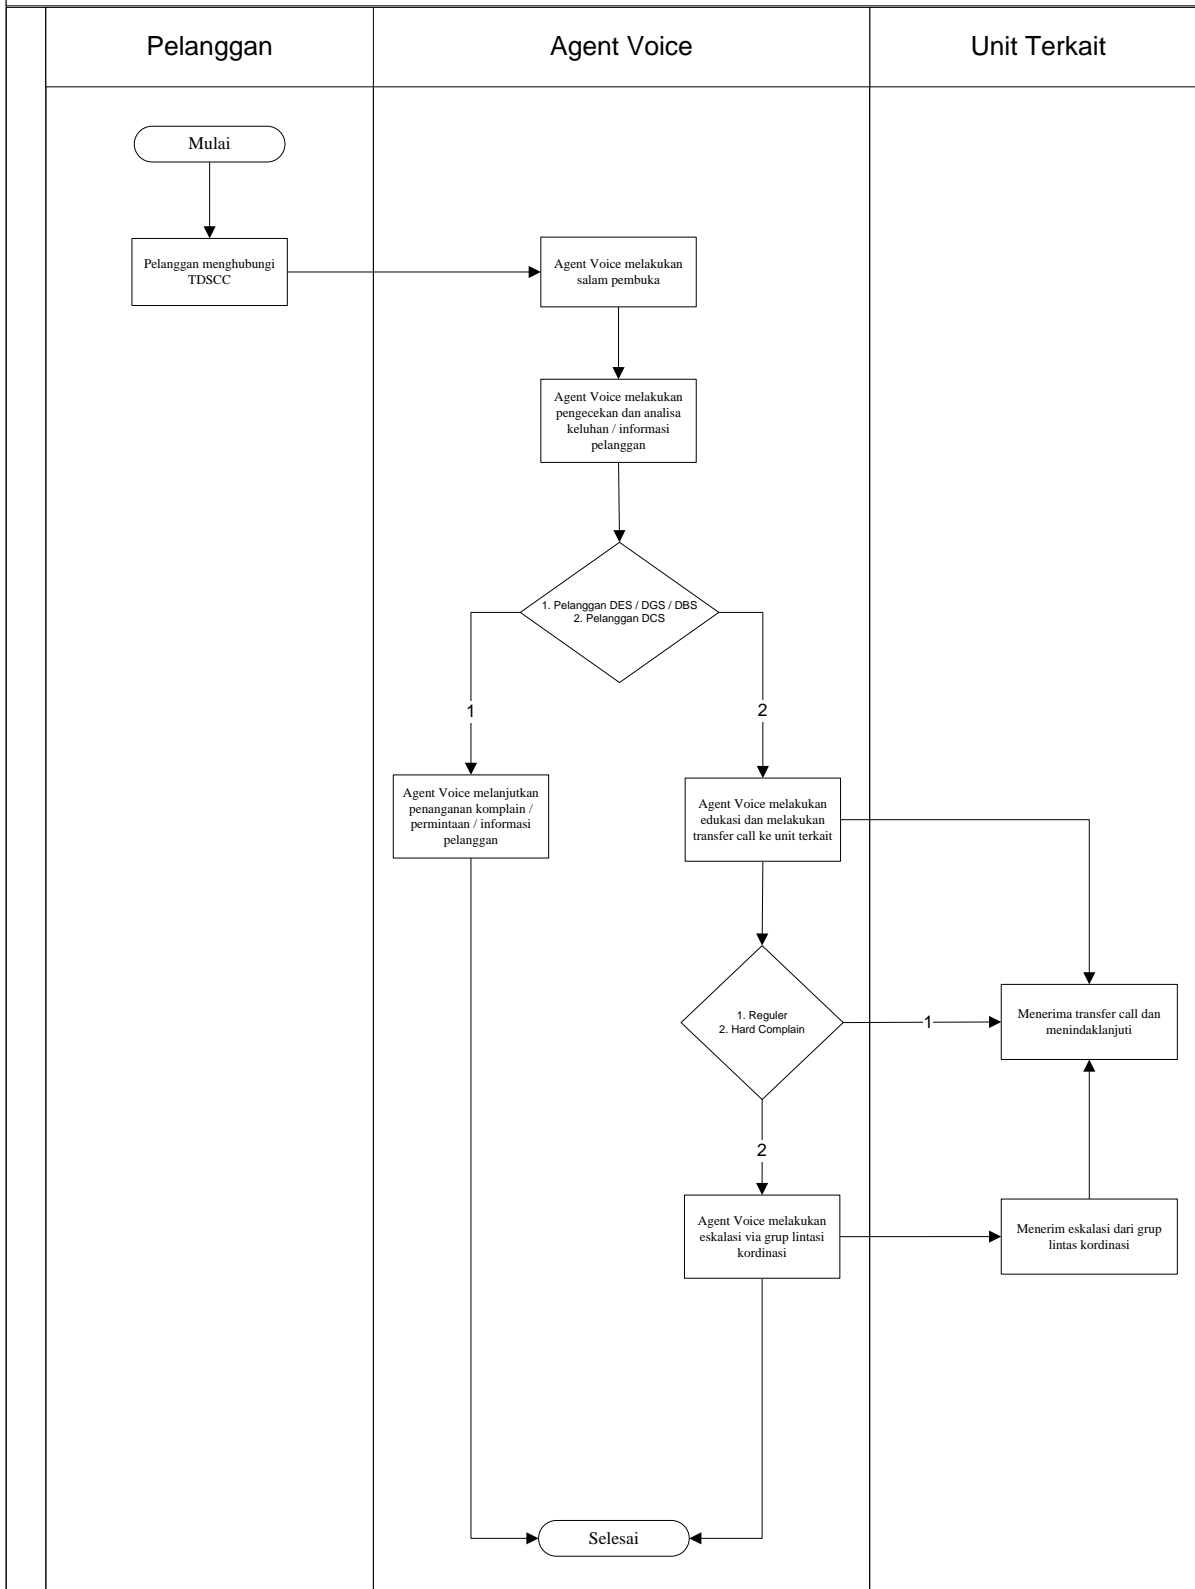 Pelanggan
Agent Voice
Unit Terkait
Mulai
Pelanggan menghubungi
TDSCC
Agent Voice melakukan
salam pembuka
Agent Voice melakukan
pengecekan dan analisa
keluhan / informasi
pelanggan
1. Pelanggan DES / DGS / DBS
2. Pelanggan DCS
1
2
Agent Voice melanjutkan
penanganan komplain /
permintaan / informasi
pelanggan
Agent Voice melakukan
edukasi dan melakukan
transfer call ke unit terkait
1. Reguler
2. Hard Complain
1
Menerima transfer call dan
menindaklanjuti
2
Agent Voice melakukan
eskalasi via grup lintasi
kordinasi
Menerim eskalasi dari grup
lintas kordinasi
Selesai